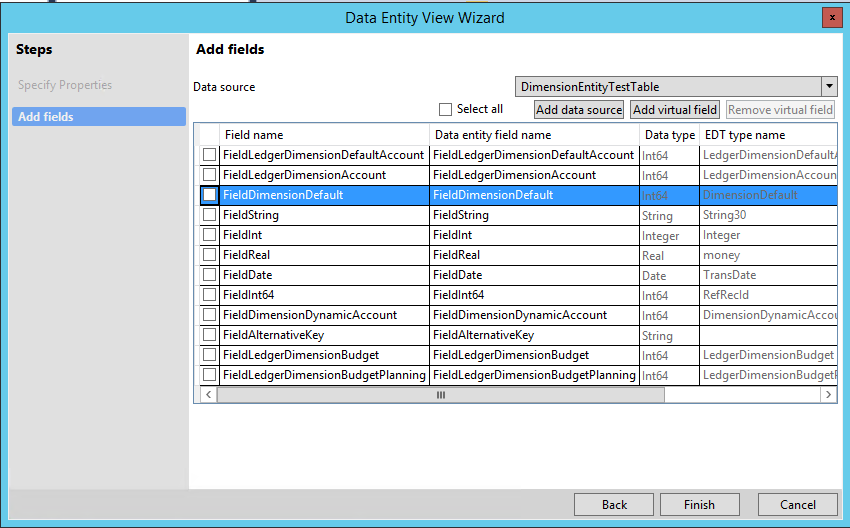 Data Entity View Wizard
x
Steps
Specify Properties
Add fields
Add fields
Data source
DimensionEntityTestTable
Select all
Add data source
Add virtual field
Remove virtual field
Field name Data entity field name Data type EDT type name
FieldLedgerDimensionDefaultAccount FieldLedgerDimensionDefaultAccount Int64 LedgerDimensionDefaultA
FieldLedgerDimensionAccount FieldLedgerDimensionAccount Int64 LedgerDimensionAccoun
FieldDimensionDefault FieldDimensionDefault Int64 DimensionDefault
FieldString FieldString String String30
FieldInt FieldInt Integer Integer
FieldReal FieldReal Real money
FieldDate FieldDate Date TransDate
FieldInt64 FieldInt64 Int64 RefRecId
FieldDimensionDynamicAccount FieldDimensionDynamicAccount Int64 DimensionDynamicAccou
FieldAlternativeKey FieldAlternativeKey String
FieldLedgerDimensionBudget FieldLedgerDimensionBudget Int64 LedgerDimensionBudget
FieldLedgerDimensionBudgetPlanning FieldLedgerDimensionBudgetPlanning Int64 LedgerDimensionBudgetP
Back
Finish
Cancel